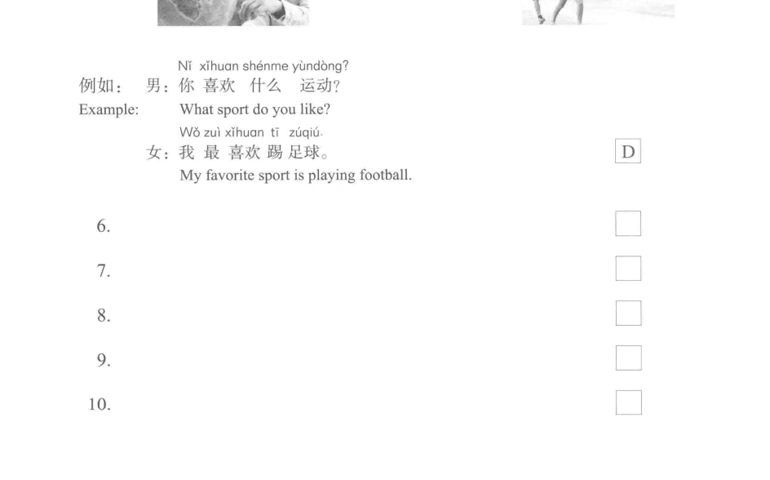 Nǐ xǐhuan shénme yùndòng?
例如： 男：你 喜欢 什么 运动？
Example: What sport do you like?
Wǒ zuì xǐhuan tī zúqiú.
女：我 最 喜欢 踢 足球。 D
My favorite sport is playing football.
6.
7.
8.
9.
10.